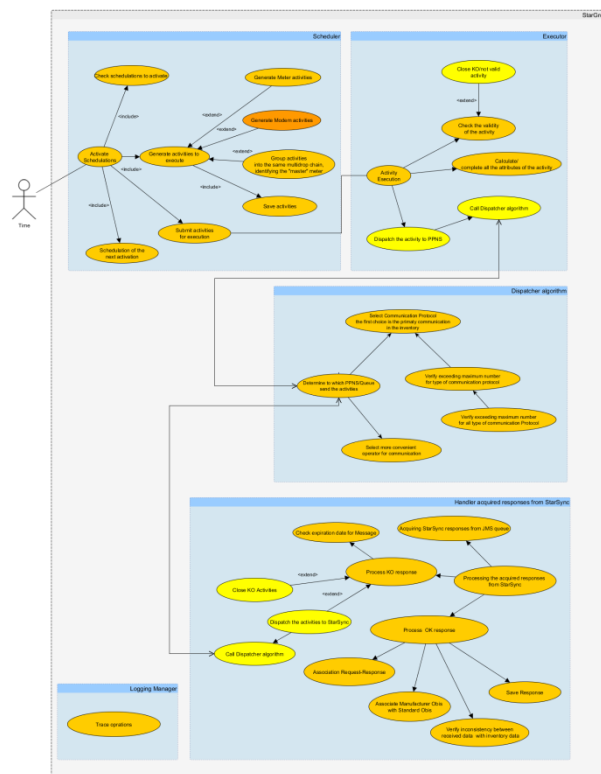 StarGr
Scheduler
Check schedulations to activate
Generate Meter activities
<extend>
Generate Modem activities
<include>
<extend>
<extend>
Activate
Schedulations
Generate activities to
execute
Group activities
into the same multidrop chain,
identifying the "master" meter
<include>
<include>
<include>
<include>
Save activities
Submit activities
for execution
Schedulation of the
next activation
Time
Executor
Close KO/not valid
activity
<extend>
Check the validity
of the activity
Calculate/
complete all the attributes of the activity
Activity
Execution
Call Dispatcher algorithm
Dispatch the activity to PPNS
Dispatcher algorithm
Select Communication Protocol
the first choice is the primary communication
in the inventory
Determine to which PPNS/Queue
send the activities
Verify exceeding maximum number
for type of communication protocol
Verify exceeding maximum number
for all type of communication Protocol
Select more convenient
operator for communication
Handler acquired responses from StarSync
Check expiration date for Message
Acquiring StarSync responses from JMS queue
Process KO response
Processing the acquired responses
from StarSync
<extend>
Close KO Activities
<extend>
Dispatch the activities to StarSync
Process OK response
Call Dispatcher algorithm
Association Request-Response
Save Response
Associate Manufacturer Obis
with Standard Obis
Verify inconsistency between
received data with inventory data
Logging Manager
Trace oprations